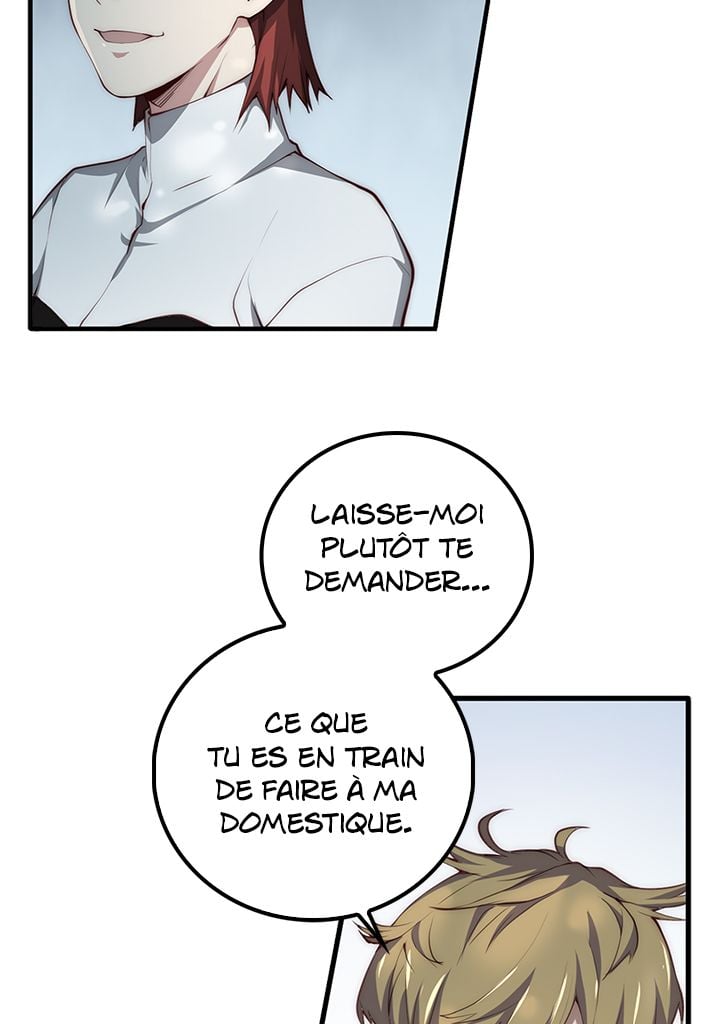 LAISSE-MOI
PLUTÔT TE
DEMANDER...
CE QUE
TU ES EN TRAIN
DE FAIRE À MA
DOMESTIQUE.